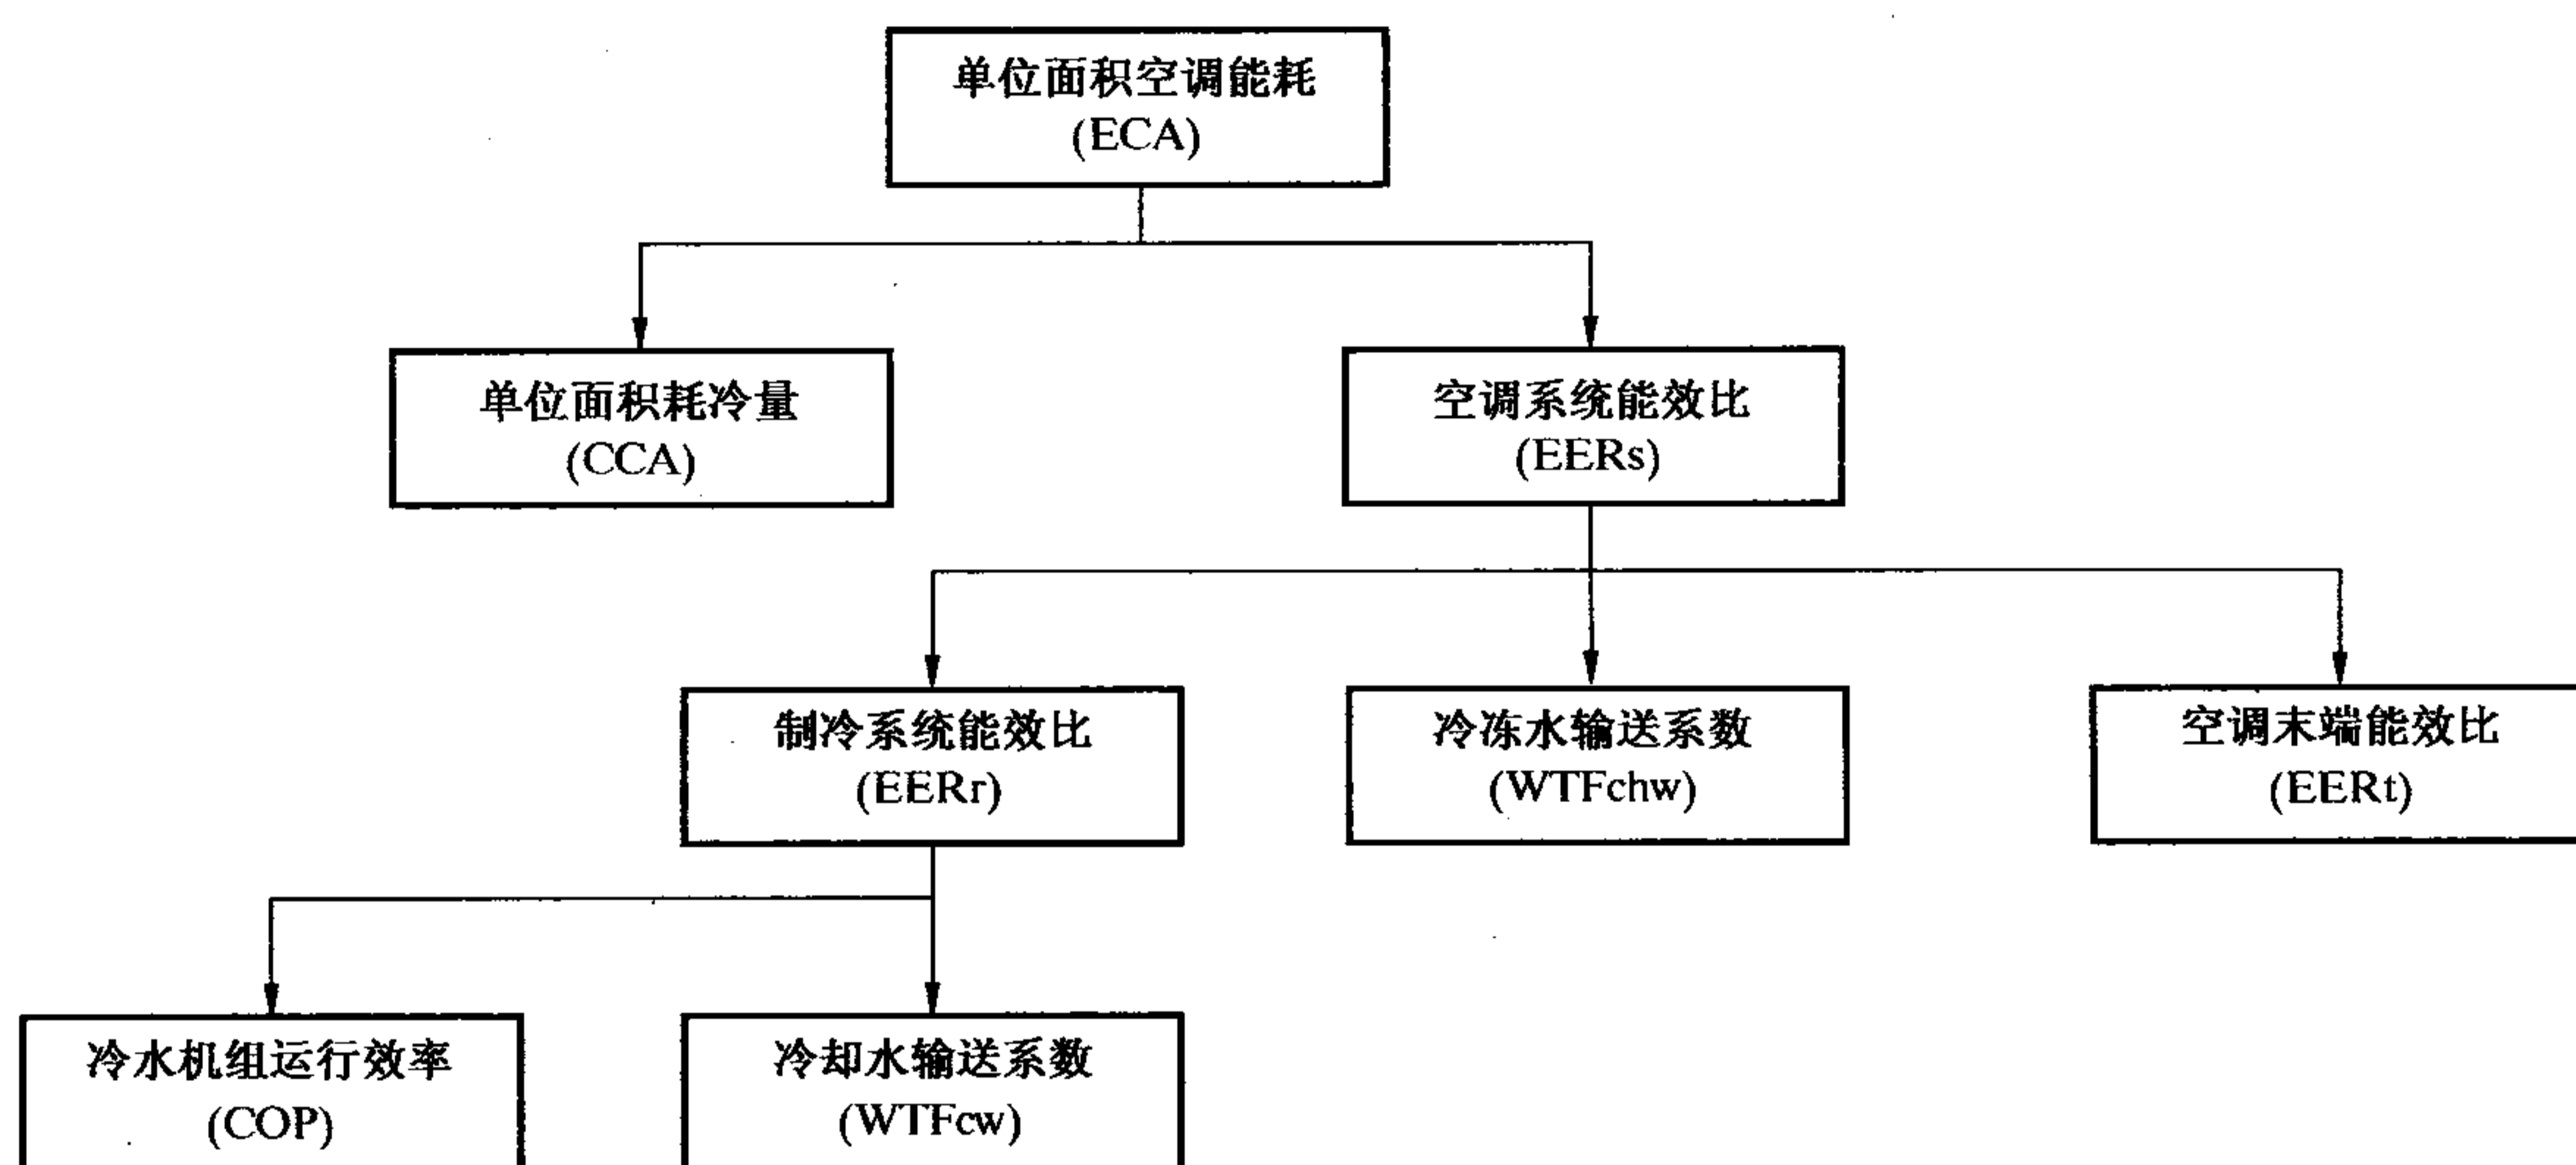 单位面积空调能耗
(ECA)
单位面积耗冷量
(CCA)
空调系统能效比
(EERs)
制冷系统能效比
(EERr)
冷冻水输送系数
(WTFchw)
空调末端能效比
(EERt)
冷水机组运行效率
(COP)
冷却水输送系数
(WTFcw)